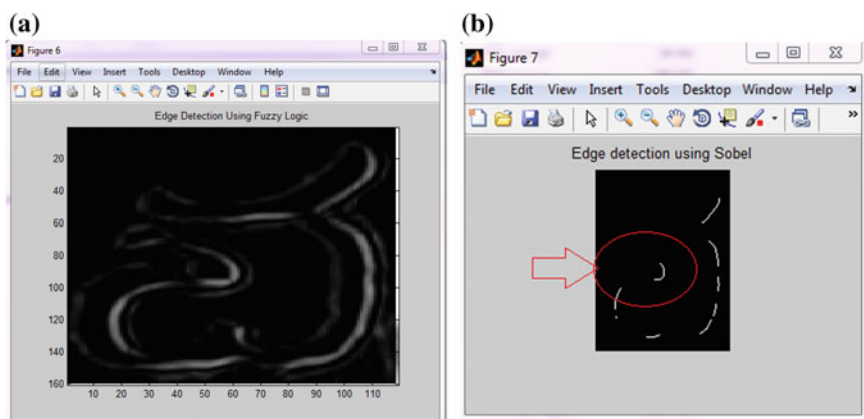 (a)
Figure 6
File Edit View Insert Tools Desktop Window Help
Edge Detection Using Fuzzy Logic
20
40
60
80
100
120
140
160
10 20 30 40 50 60 70 80 90 100 110
(b)
Figure 7
File Edit View Insert Tools Desktop Window Help
Edge detection using Sobel